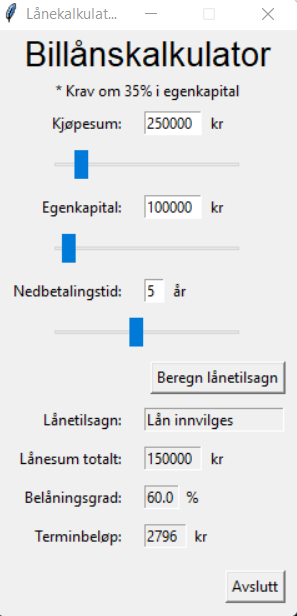 Lånekalkulat...
Billånskalkulator
* Krav om 35% i egenkapital
Kjøpesum: 250000 kr
Egenkapital: 100000 kr
Nedbetalingstid: 5 år
Beregn lånetilsagn
Lånetilsagn: Lån innvilges
Lånesum totalt: 150000 kr
Belåningsgrad: 60.0 %
Terminbeløp: 2796 kr
Avslutt